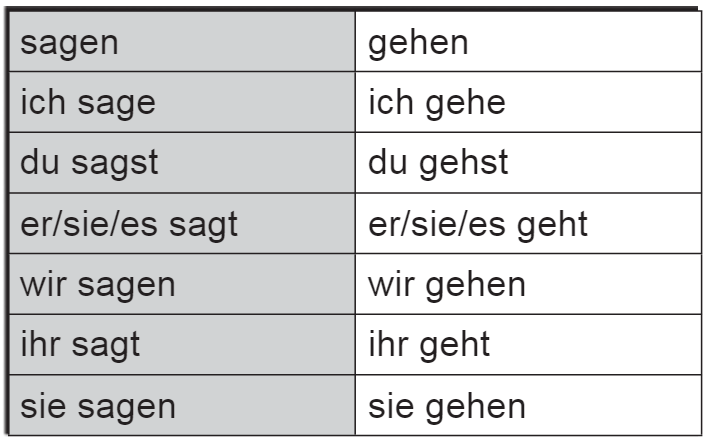 sagen gehen
ich sage ich gehe
du sagst du gehst
er/sie/es sagt er/sie/es geht
wir sagen wir gehen
ihr sagt ihr geht
sie sagen sie gehen